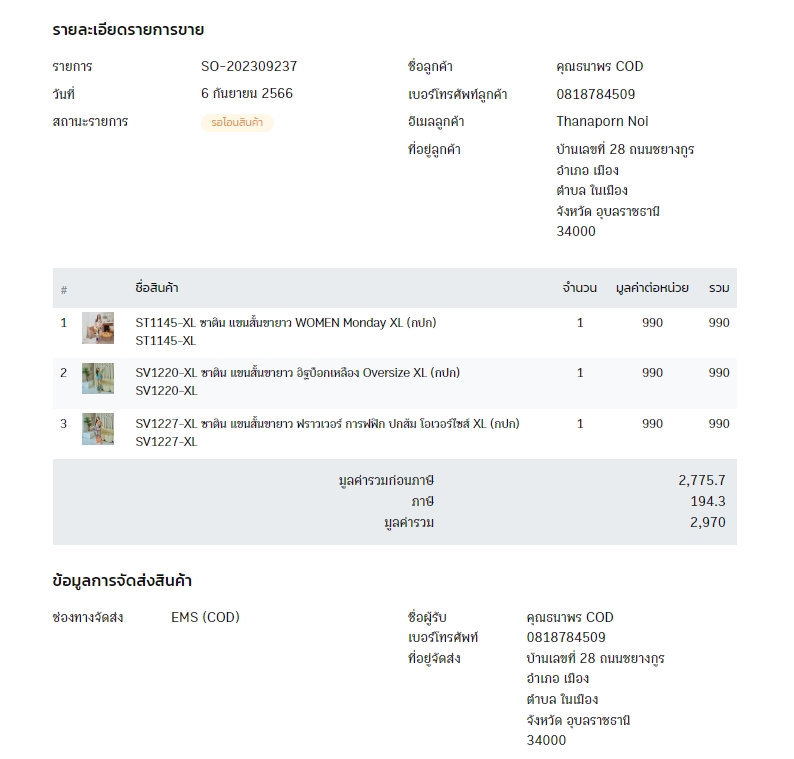 รายละเอียดรายการขาย
รายการ SO-202309237
วันที่ 6 กันยายน 2566
สถานะรายการ รอโอนสินค้า
ชื่อลูกค้า คุณธนาพร COD
เบอร์โทรศัพท์ลูกค้า 0818784509
อีเมลลูกค้า Thanaporn Noi
ที่อยู่ลูกค้า บ้านเลขที่ 28 ถนนชยางกูร
อำเภอ เมือง
ตำบล ในเมือง
จังหวัด อุบลราชธานี
34000
# ชื่อสินค้า จำนวน มูลค่าต่อหน่วย รวม
1 ST1145-XL ซาติน แขนสั้นขายาว WOMEN Monday XL (กปก) 1 990 990
ST1145-XL
2 SV1220-XL ซาติน แขนสั้นขายาว อิฐป๊อกเหลือง Oversize XL (กปก) 1 990 990
SV1220-XL
3 SV1227-XL ซาติน แขนสั้นขายาว ฟราวเวอร์ การฟฟิก ปกส้ม โอเวอร์ไซส์ XL (กปก) 1 990 990
SV1227-XL
มูลค่ารวมก่อนภาษี 2,775.7
ภาษี 194.3
มูลค่ารวม 2,970
ข้อมูลการจัดส่งสินค้า
ช่องทางจัดส่ง EMS (COD)
ชื่อผู้รับ คุณธนาพร COD
เบอร์โทรศัพท์ 0818784509
ที่อยู่จัดส่ง บ้านเลขที่ 28 ถนนชยางกูร
อำเภอ เมือง
ตำบล ในเมือง
จังหวัด อุบลราชธานี
34000